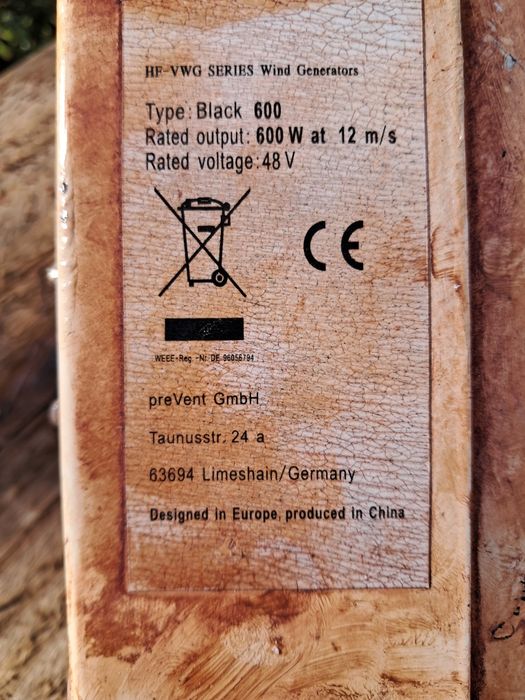 HF-VWG SERIES Wind Generators
Type: Black 600
Rated output: 600 W at 12 m/s
Rated voltage: 48 V
CE
WEEE-Reg.-Nr. DE 96056794
preVent GmbH
Taunusstr. 24 a
63694 Limeshain/Germany
Designed in Europe, produced in China